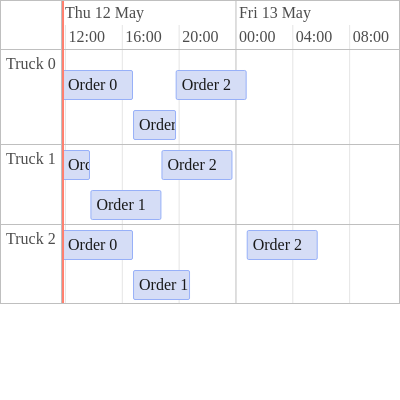 Thu 12 May Fri 13 May
12:00 16:00 20:00 00:00 04:00 08:00
Truck 0
Order 0 Order 2
Order
Truck 1
Ord Order 2
Order 1
Truck 2
Order 0 Order 2
Order 1